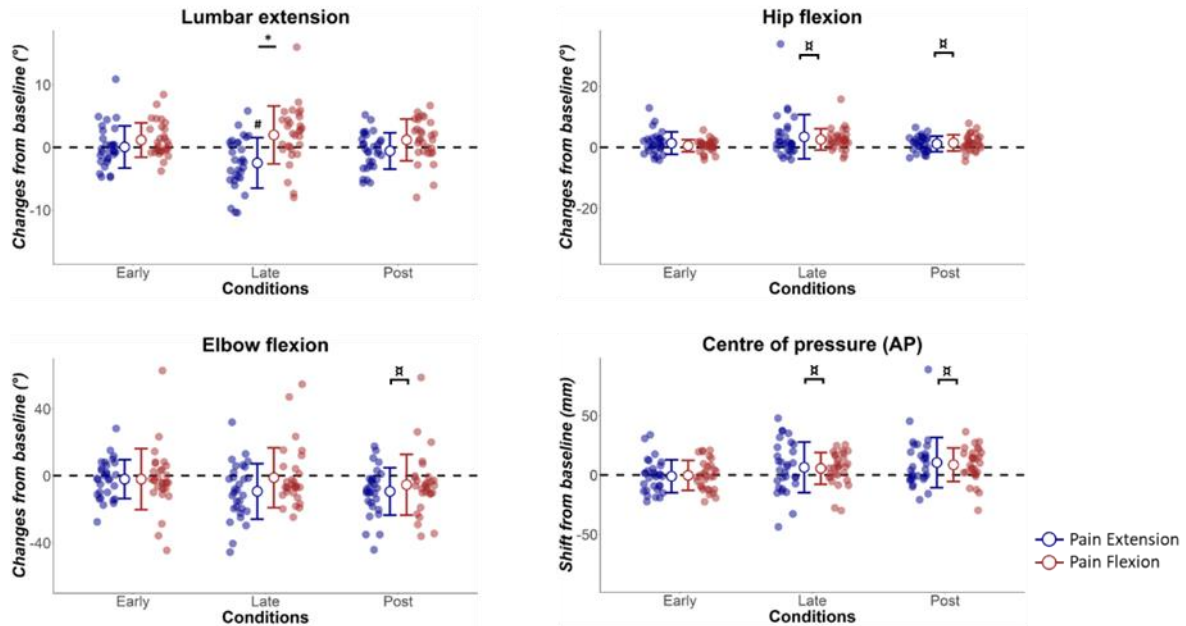 Lumbar extension
Changes from baseline (°)
*
#
10
0
-10
Early
Late
Post
Conditions
Hip flexion
Changes from baseline (°)
¤
¤
20
0
-20
Early
Late
Post
Conditions
Elbow flexion
Changes from baseline (°)
¤
40
0
-40
Early
Late
Post
Conditions
Centre of pressure (AP)
Shift from baseline (mm)
¤
¤
50
0
-50
Early
Late
Post
Conditions
Pain Extension
Pain Flexion